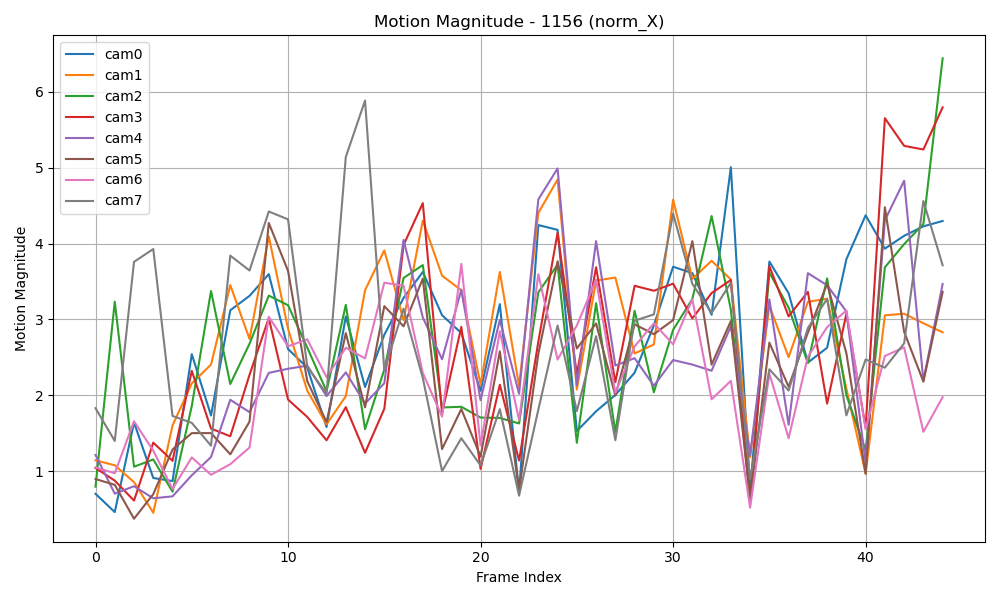 Motion Magnitude - 1156 (norm_X)
cam0
cam1
cam2
cam3
cam4
cam5
cam6
cam7
Motion Magnitude
6
5
4
3
2
1
0 10 20 30 40
Frame Index